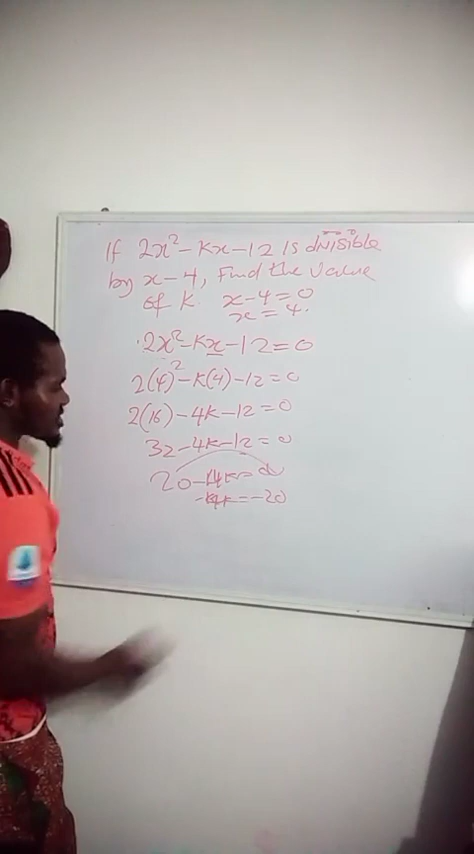 If 2x² - Kx - 12 is divisible
by x - 4, Find the Value
of K. x - 4 = 0
x = 4.
2x² - Kx - 12 = 0
2(4)² - K(4) - 12 = 0
2(16) - 4K - 12 = 0
32 - 4K - 12 = 0
20 - 4K = 0
-4K = -20